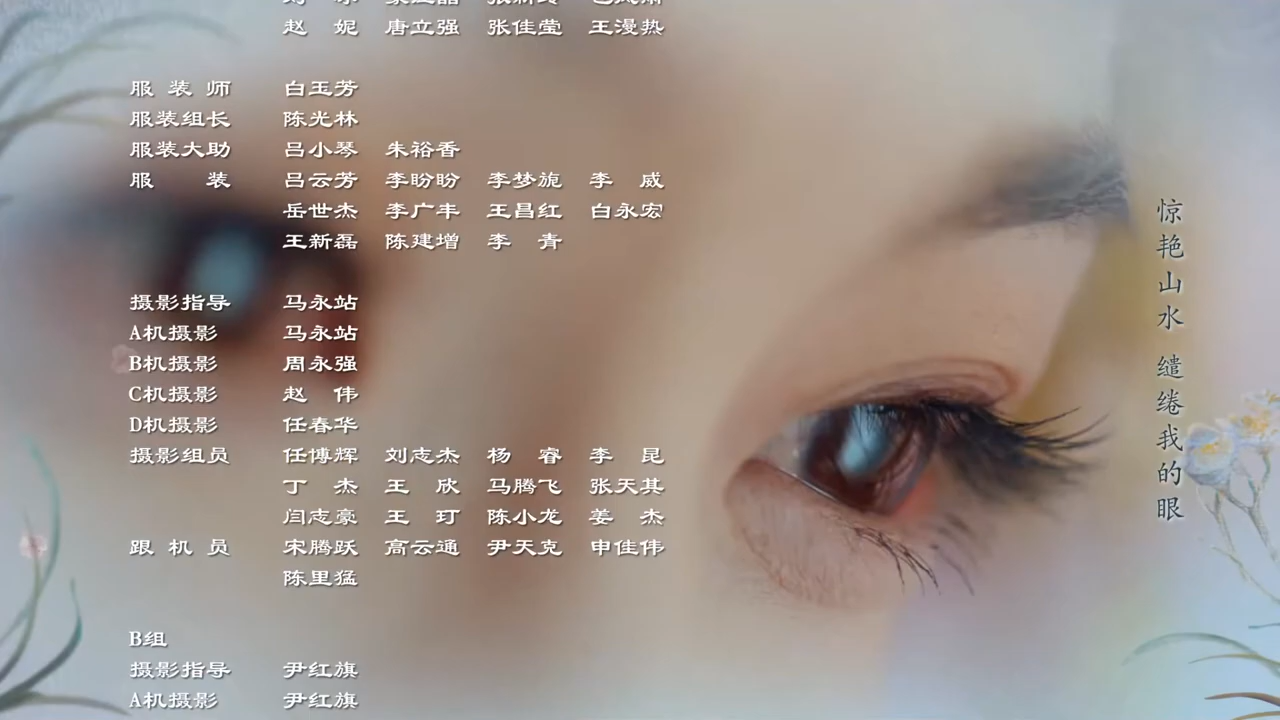 赵 妮 唐立强 张佳莹 王漫热
服装师 白玉芳
服装组长 陈光林
服装大助 吕小琴 朱裕香
服装 吕云芳 李盼盼 李梦旎 李 威
岳世杰 李广丰 王昌红 白永宏
王新磊 陈建增 李 青
摄影指导 马永站
A机摄影 马永站
B机摄影 周永强
C机摄影 赵 伟
D机摄影 任春华
摄影组员 任博辉 刘志杰 杨 睿 李 昆
丁 杰 王 欣 马腾飞 张天其
闫志豪 王 玎 陈小龙 姜 杰
跟机员 宋腾跃 高云通 尹天克 申佳伟
陈里猛
B组
摄影指导 尹红旗
A机摄影 尹红旗
惊艳山水 缱绻我的眼